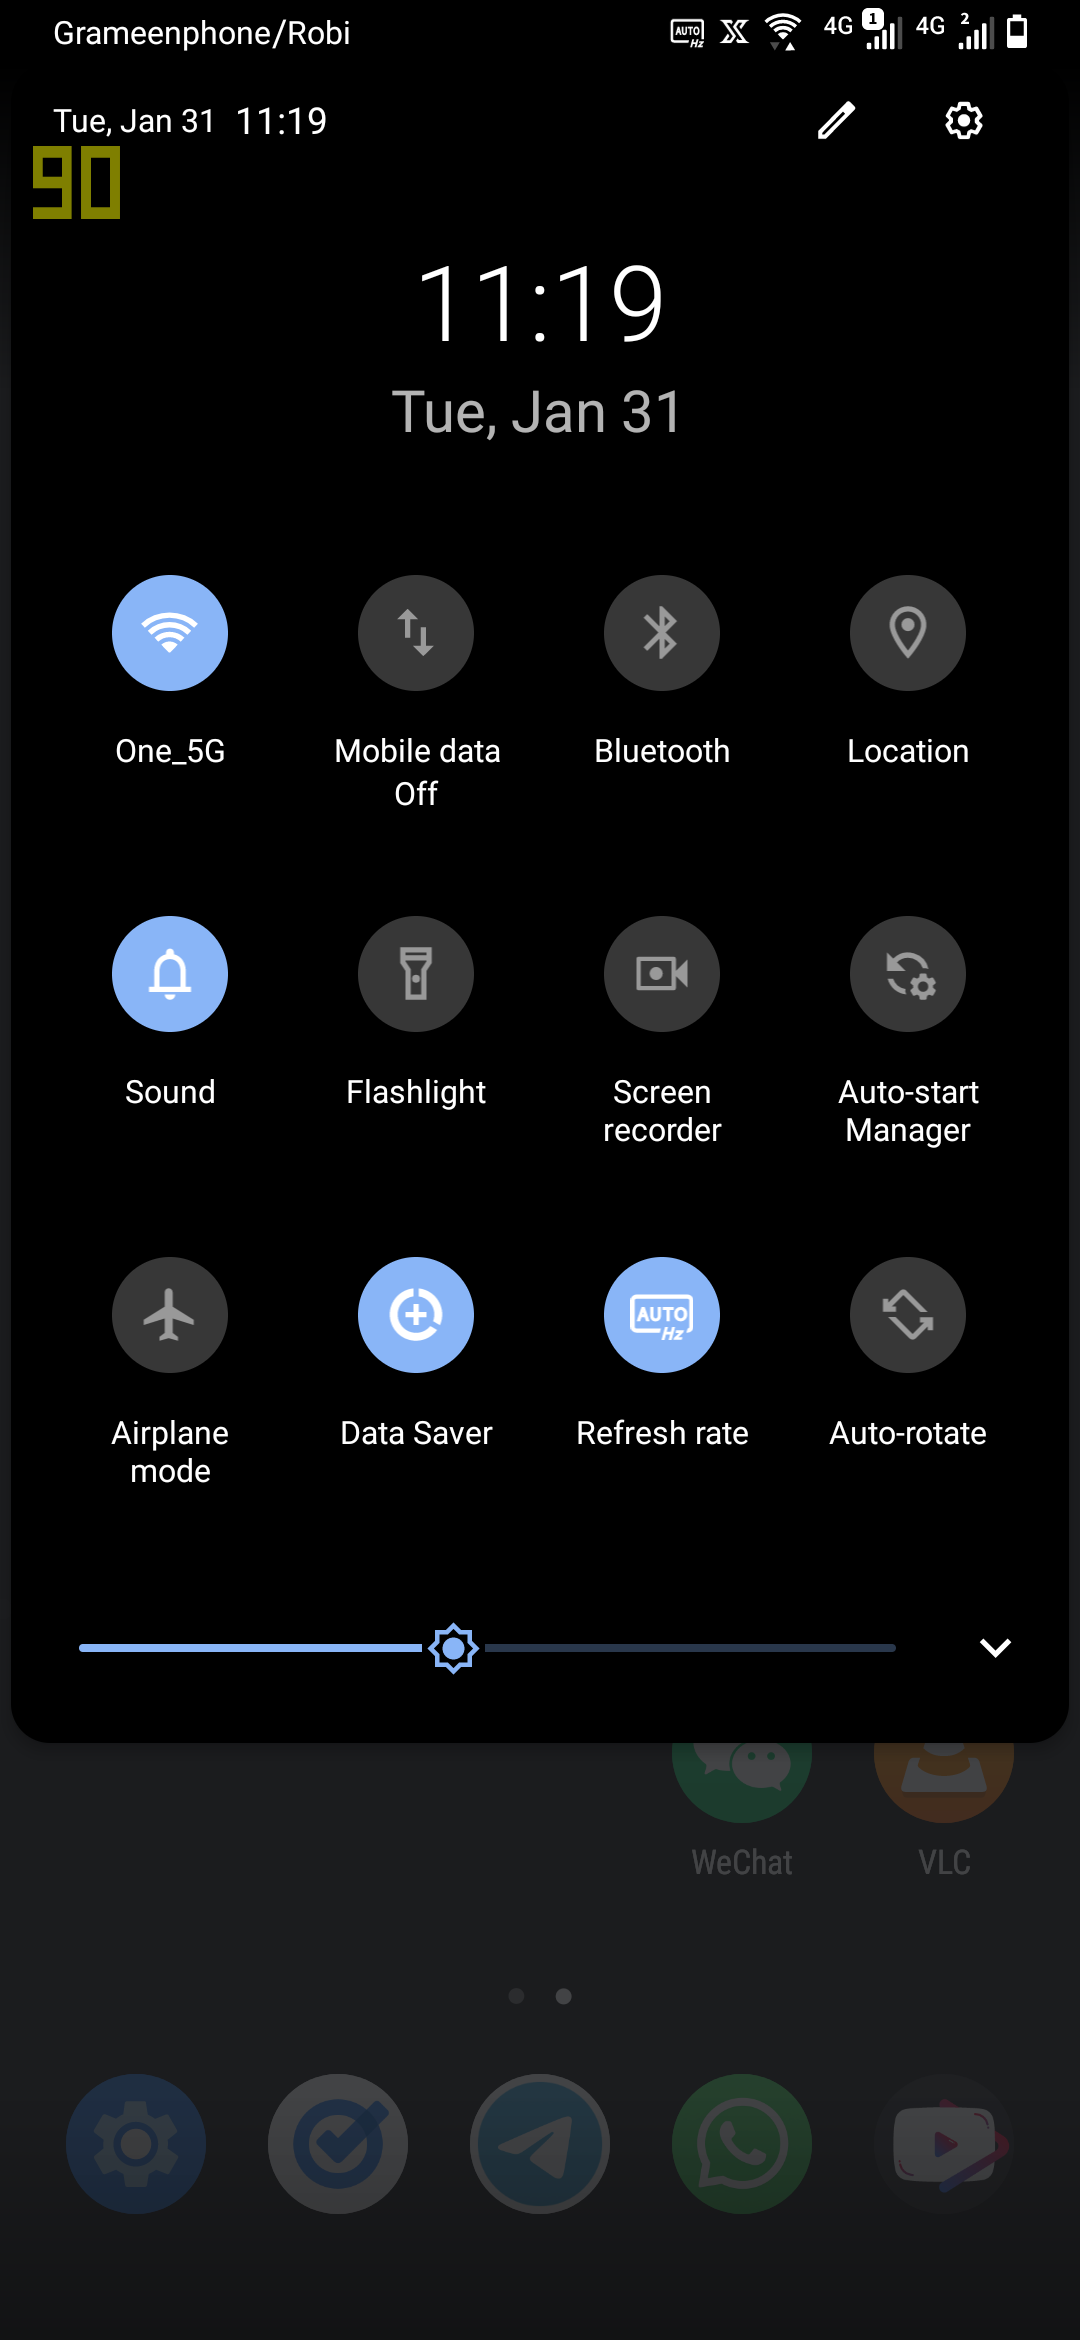 Grameenphone/Robi AUTO Hz 4G 1 4G 2
Tue, Jan 31 11:19
90
11:19
Tue, Jan 31
One_5G Mobile data Bluetooth Location
Off
Sound Flashlight Screen Auto-start
recorder Manager
AUTO Hz
Airplane Data Saver Refresh rate Auto-rotate
mode
WeChat VLC